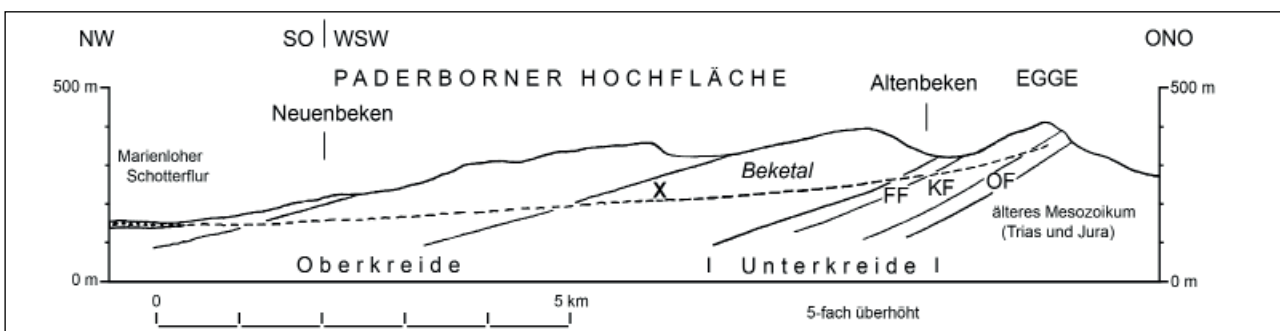 NW SO | WSW ONO
PADERBORNER HOCHFLÄCHE Altenbeken EGGE
500 m 500 m
Neuenbeken
Marienloher
Schotterflur
Beketal
X FF KF OF
älteres Mesozoikum
(Trias und Jura)
Oberkreide | Unterkreide |
0 m 0 m
0 5 km 5-fach überhöht